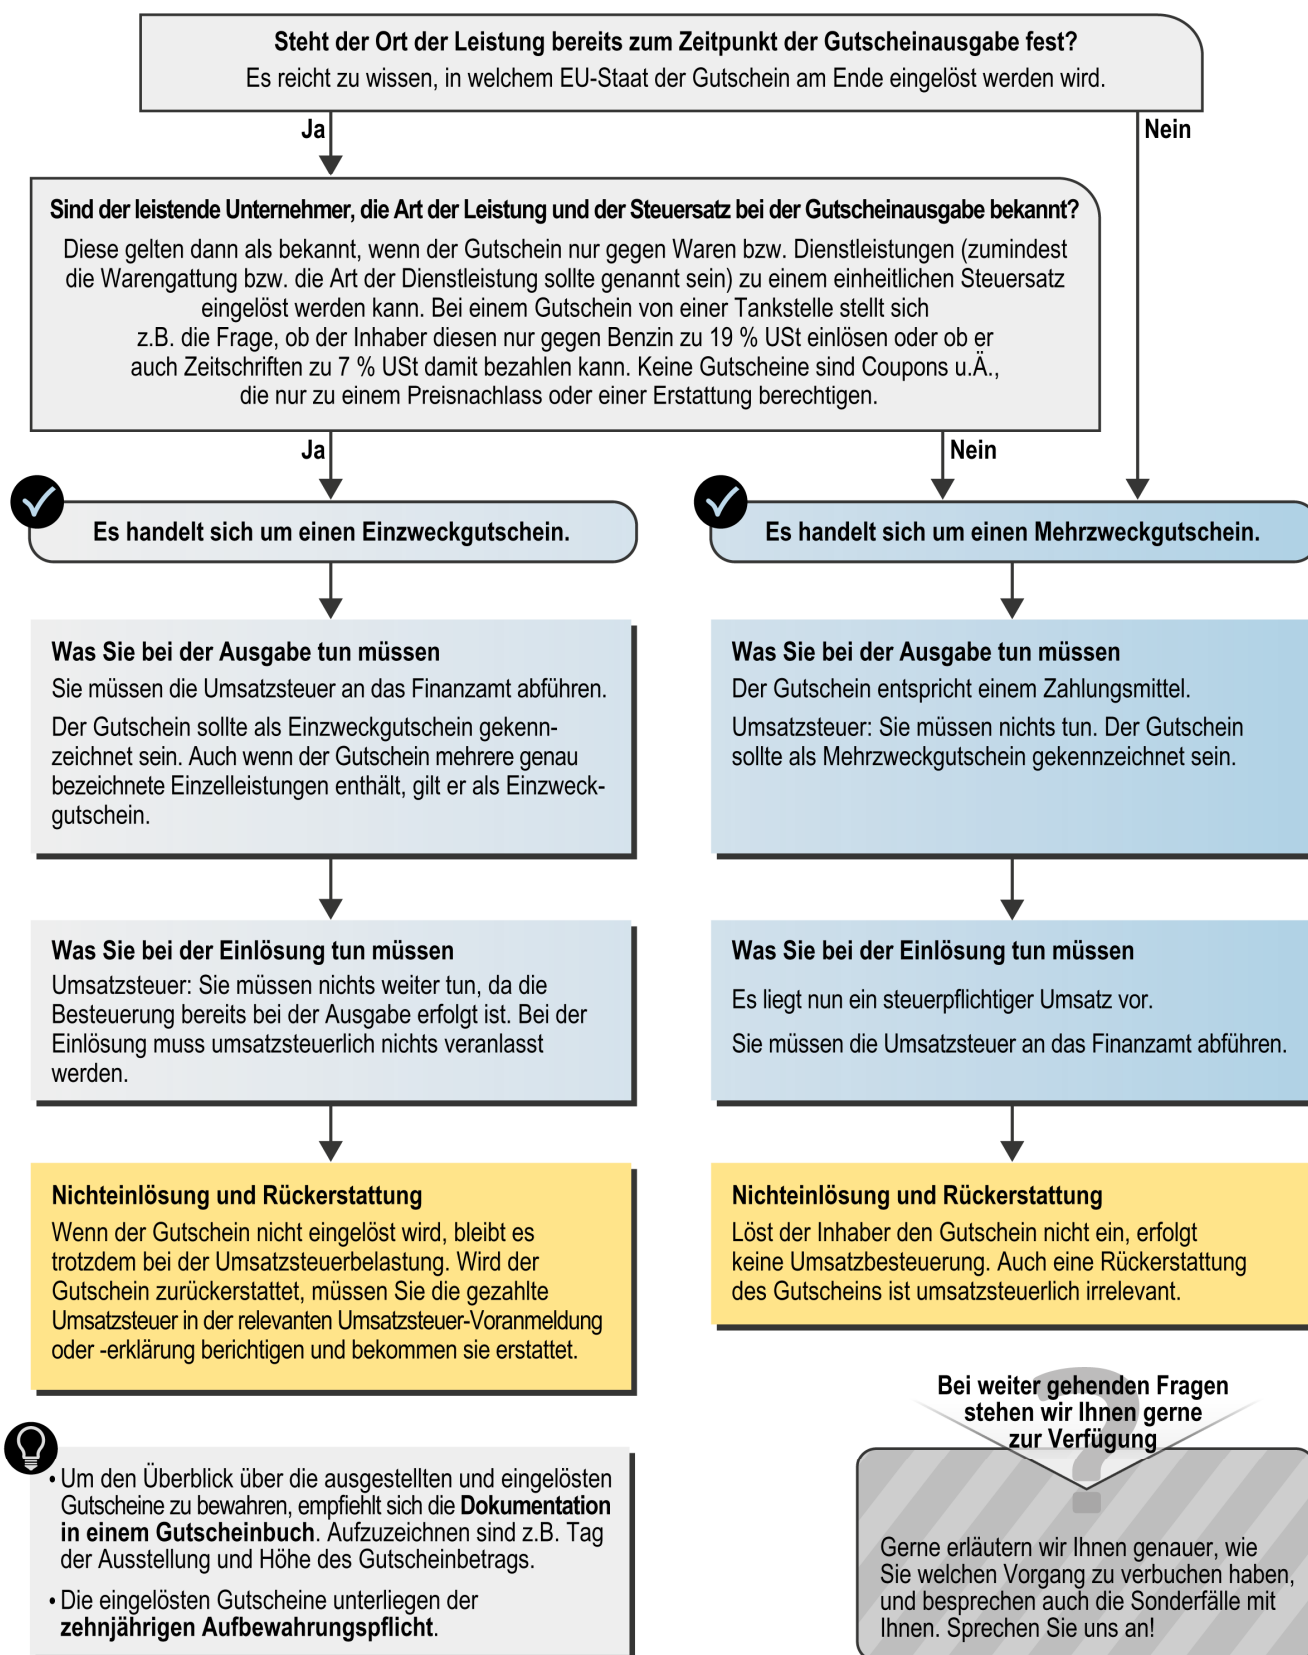 Steht der Ort der Leistung bereits zum Zeitpunkt der Gutscheinausgabe fest?
Es reicht zu wissen, in welchem EU-Staat der Gutschein am Ende eingelöst werden wird.
Ja
Nein
Sind der leistende Unternehmer, die Art der Leistung und der Steuersatz bei der Gutscheinausgabe bekannt?
Diese gelten dann als bekannt, wenn der Gutschein nur gegen Waren bzw. Dienstleistungen (zumindest
die Warengattung bzw. die Art der Dienstleistung sollte genannt sein) zu einem einheitlichen Steuersatz
eingelöst werden kann. Bei einem Gutschein von einer Tankstelle stellt sich
z.B. die Frage, ob der Inhaber diesen nur gegen Benzin zu 19 % USt einlösen oder ob er
auch Zeitschriften zu 7 % USt damit bezahlen kann. Keine Gutscheine sind Coupons u.Ä.,
die nur zu einem Preisnachlass oder einer Erstattung berechtigen.
Ja
Nein
Es handelt sich um einen Einzweckgutschein.
Was Sie bei der Ausgabe tun müssen
Sie müssen die Umsatzsteuer an das Finanzamt abführen.
Der Gutschein sollte als Einzweckgutschein gekenn-
zeichnet sein. Auch wenn der Gutschein mehrere genau
bezeichnete Einzelleistungen enthält, gilt er als Einzweck-
gutschein.
Was Sie bei der Einlösung tun müssen
Umsatzsteuer: Sie müssen nichts weiter tun, da die
Besteuerung bereits bei der Ausgabe erfolgt ist. Bei der
Einlösung muss umsatzsteuerlich nichts veranlasst
werden.
Nichteinlösung und Rückerstattung
Wenn der Gutschein nicht eingelöst wird, bleibt es
trotzdem bei der Umsatzsteuerbelastung. Wird der
Gutschein zurückerstattet, müssen Sie die gezahlte
Umsatzsteuer in der relevanten Umsatzsteuer-Voranmeldung
oder -erklärung berichtigen und bekommen sie erstattet.
• Um den Überblick über die ausgestellten und eingelösten
Gutscheine zu bewahren, empfiehlt sich die Dokumentation
in einem Gutscheinbuch. Aufzuzeichnen sind z.B. Tag
der Ausstellung und Höhe des Gutscheinbetrags.
• Die eingelösten Gutscheine unterliegen der
zehnjährigen Aufbewahrungspflicht.
Es handelt sich um einen Mehrzweckgutschein.
Was Sie bei der Ausgabe tun müssen
Der Gutschein entspricht einem Zahlungsmittel.
Umsatzsteuer: Sie müssen nichts tun. Der Gutschein
sollte als Mehrzweckgutschein gekennzeichnet sein.
Was Sie bei der Einlösung tun müssen
Es liegt nun ein steuerpflichtiger Umsatz vor.
Sie müssen die Umsatzsteuer an das Finanzamt abführen.
Nichteinlösung und Rückerstattung
Löst der Inhaber den Gutschein nicht ein, erfolgt
keine Umsatzbesteuerung. Auch eine Rückerstattung
des Gutscheins ist umsatzsteuerlich irrelevant.
Bei weiter gehenden Fragen
stehen wir Ihnen gerne
zur Verfügung
?
Gerne erläutern wir Ihnen genauer, wie
Sie welchen Vorgang zu verbuchen haben,
und besprechen auch die Sonderfälle mit
Ihnen. Sprechen Sie uns an!